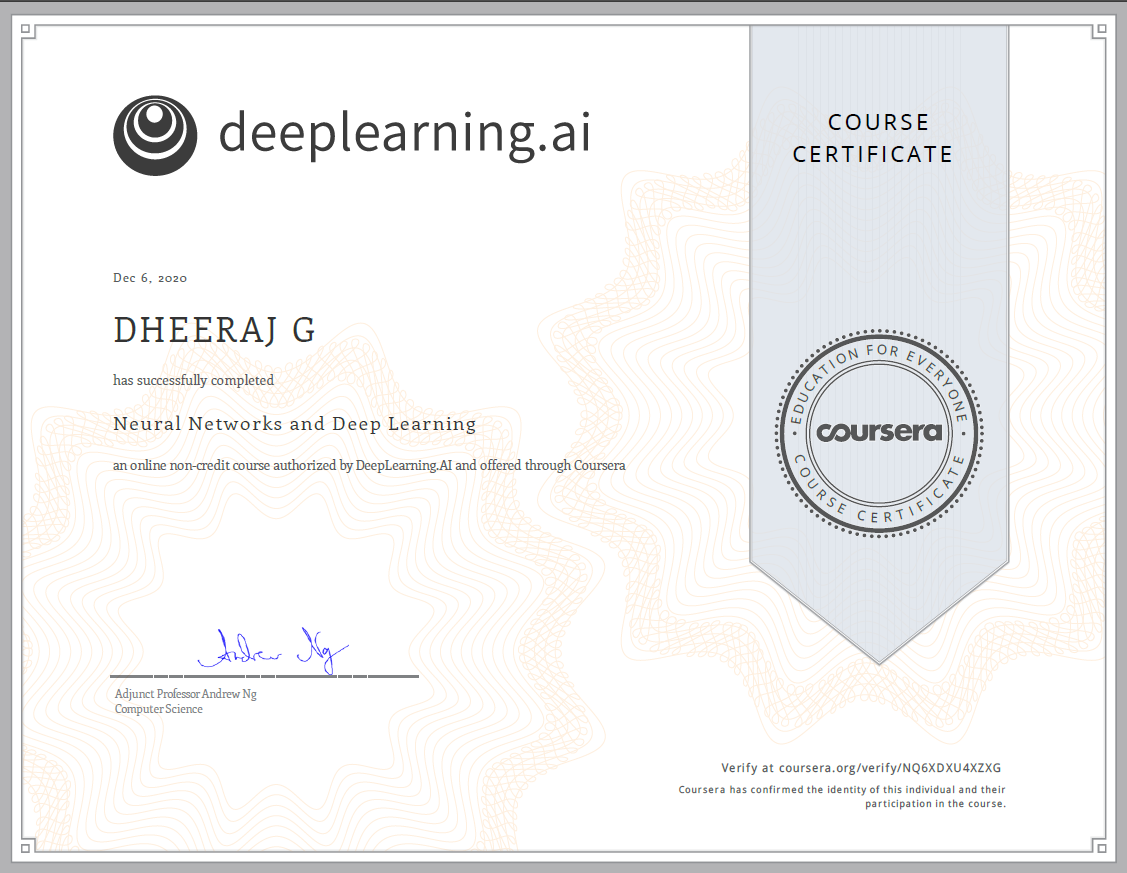 deeplearning.ai
COURSE
CERTIFICATE
Dec 6, 2020
DHEERAJ G
has successfully completed
Neural Networks and Deep Learning
an online non-credit course authorized by DeepLearning.AI and offered through Coursera
EDUCATION FOR EVERYONE
coursera
COURSE CERTIFICATE
Andrew Ng
Adjunct Professor Andrew Ng
Computer Science
Verify at coursera.org/verify/NQ6XDXU4XZXG
Coursera has confirmed the identity of this individual and their
participation in the course.